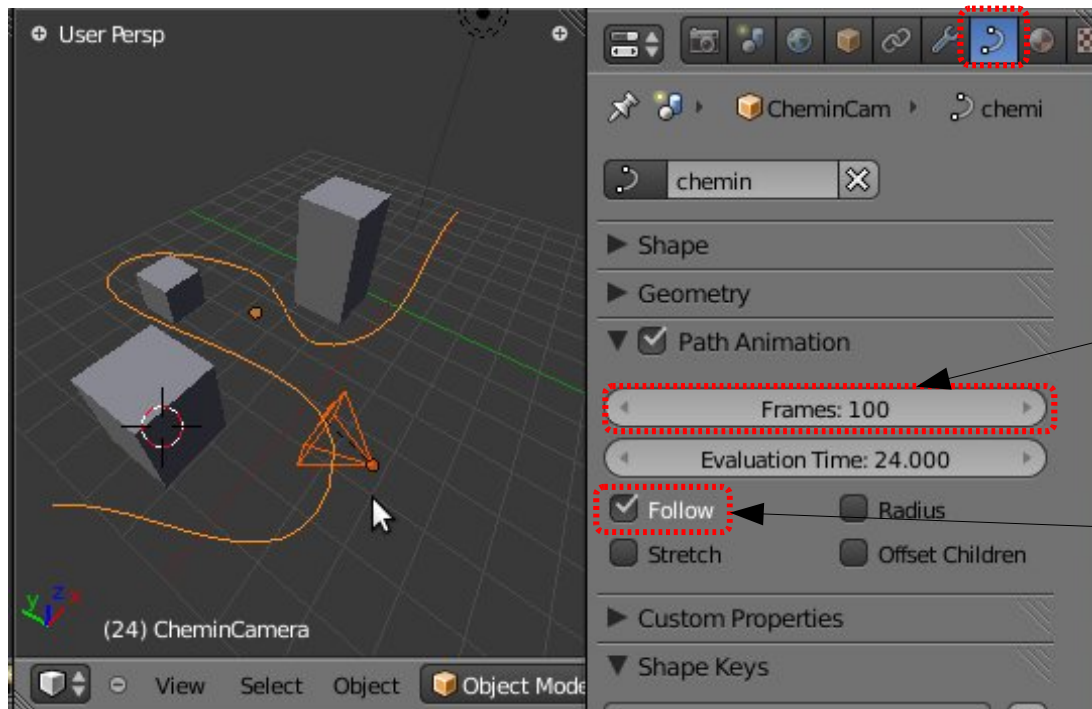 User Persp
CheminCam
chemi
chemin
Shape
Geometry
Path Animation
Frames: 100
Evaluation Time: 24.000
Follow
Radius
Stretch
Offset Children
Custom Properties
Shape Keys
y z x
(24) CheminCamera
View Select Object Object Mode